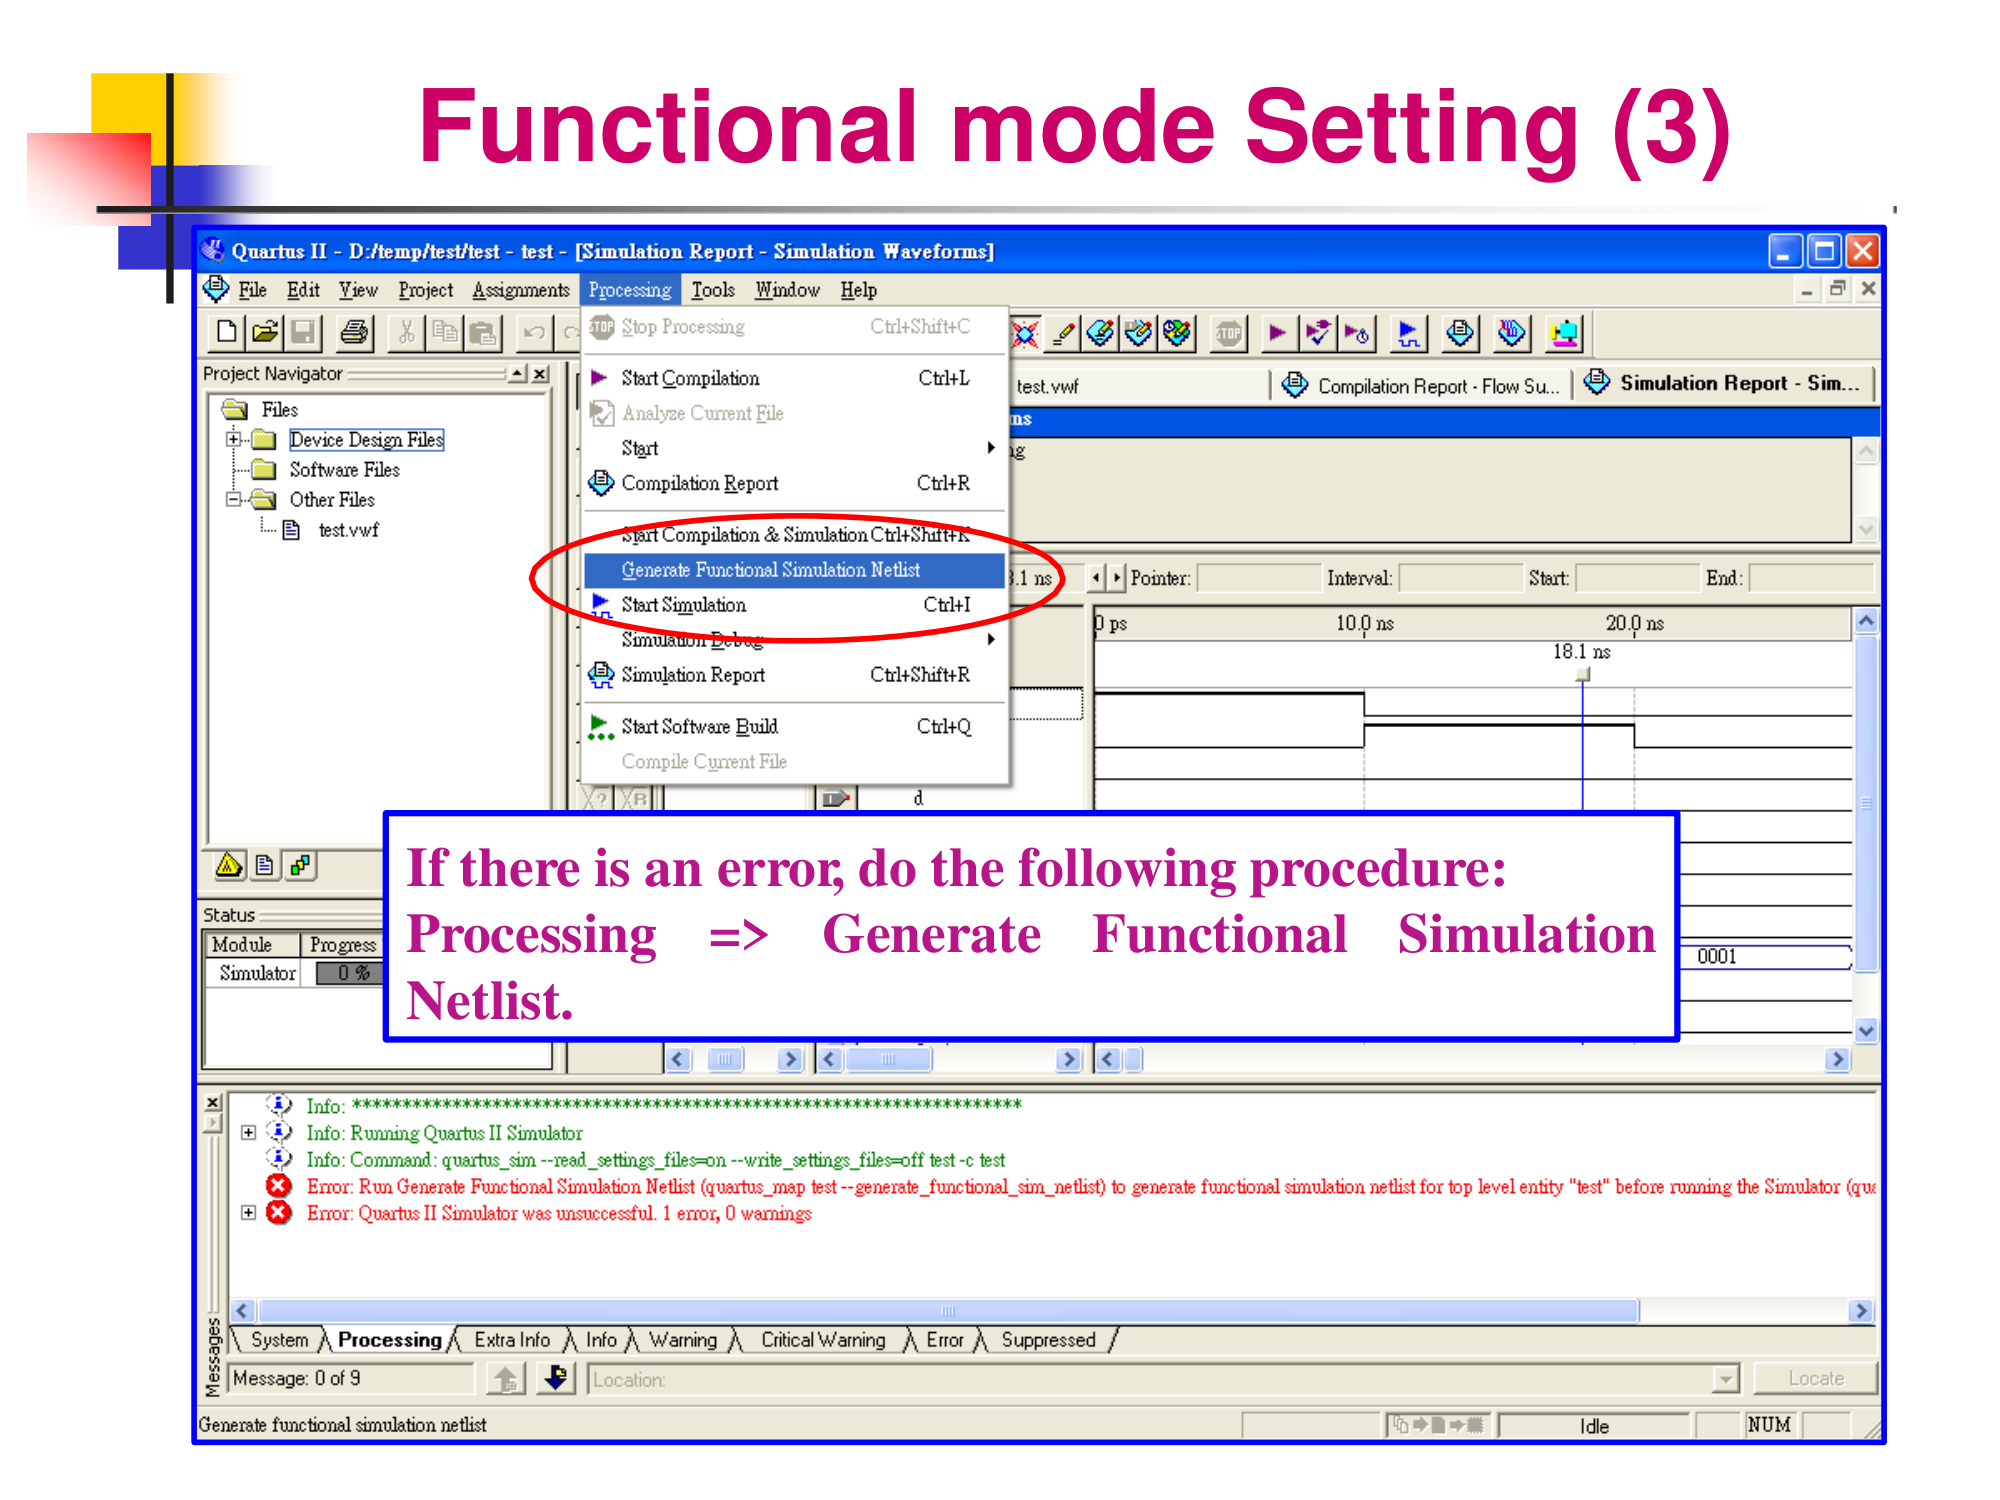 Functional mode Setting (3)
Quartus II - D:/temp/test/test - test - [Simulation Report - Simulation Waveforms]
File Edit View Project Assignments Processing Tools Window Help
Stop Processing Ctrl+Shift+C
Start Compilation Ctrl+L
Analyze Current File
Start
Compilation Report Ctrl+R
Start Compilation & Simulation Ctrl+Shift+K
Generate Functional Simulation Netlist
Start Simulation Ctrl+I
Simulation Debug
Simulation Report Ctrl+Shift+R
Start Software Build Ctrl+Q
Compile Current File
Project Navigator
Files
Device Design Files
Software Files
Other Files
test.vwf
test.vwf
Compilation Report - Flow Su...
Simulation Report - Sim...
Pointer: Interval: Start: End:
0 ps 10.0 ns 20.0 ns
18.1 ns
d
0001
If there is an error, do the following procedure:
Processing => Generate Functional Simulation
Netlist.
Status
Module Progress
Simulator 0 %
Info: *******************************************************************
Info: Running Quartus II Simulator
Info: Command: quartus_sim --read_settings_files=on --write_settings_files=off test -c test
Error: Run Generate Functional Simulation Netlist (quartus_map test --generate_functional_sim_netlist) to generate functional simulation netlist for top level entity "test" before running the Simulator (qua
Error: Quartus II Simulator was unsuccessful. 1 error, 0 warnings
Messages
System Processing Extra Info Info Warning Critical Warning Error Suppressed
Message: 0 of 9
Location:
Locate
Generate functional simulation netlist
Idle
NUM